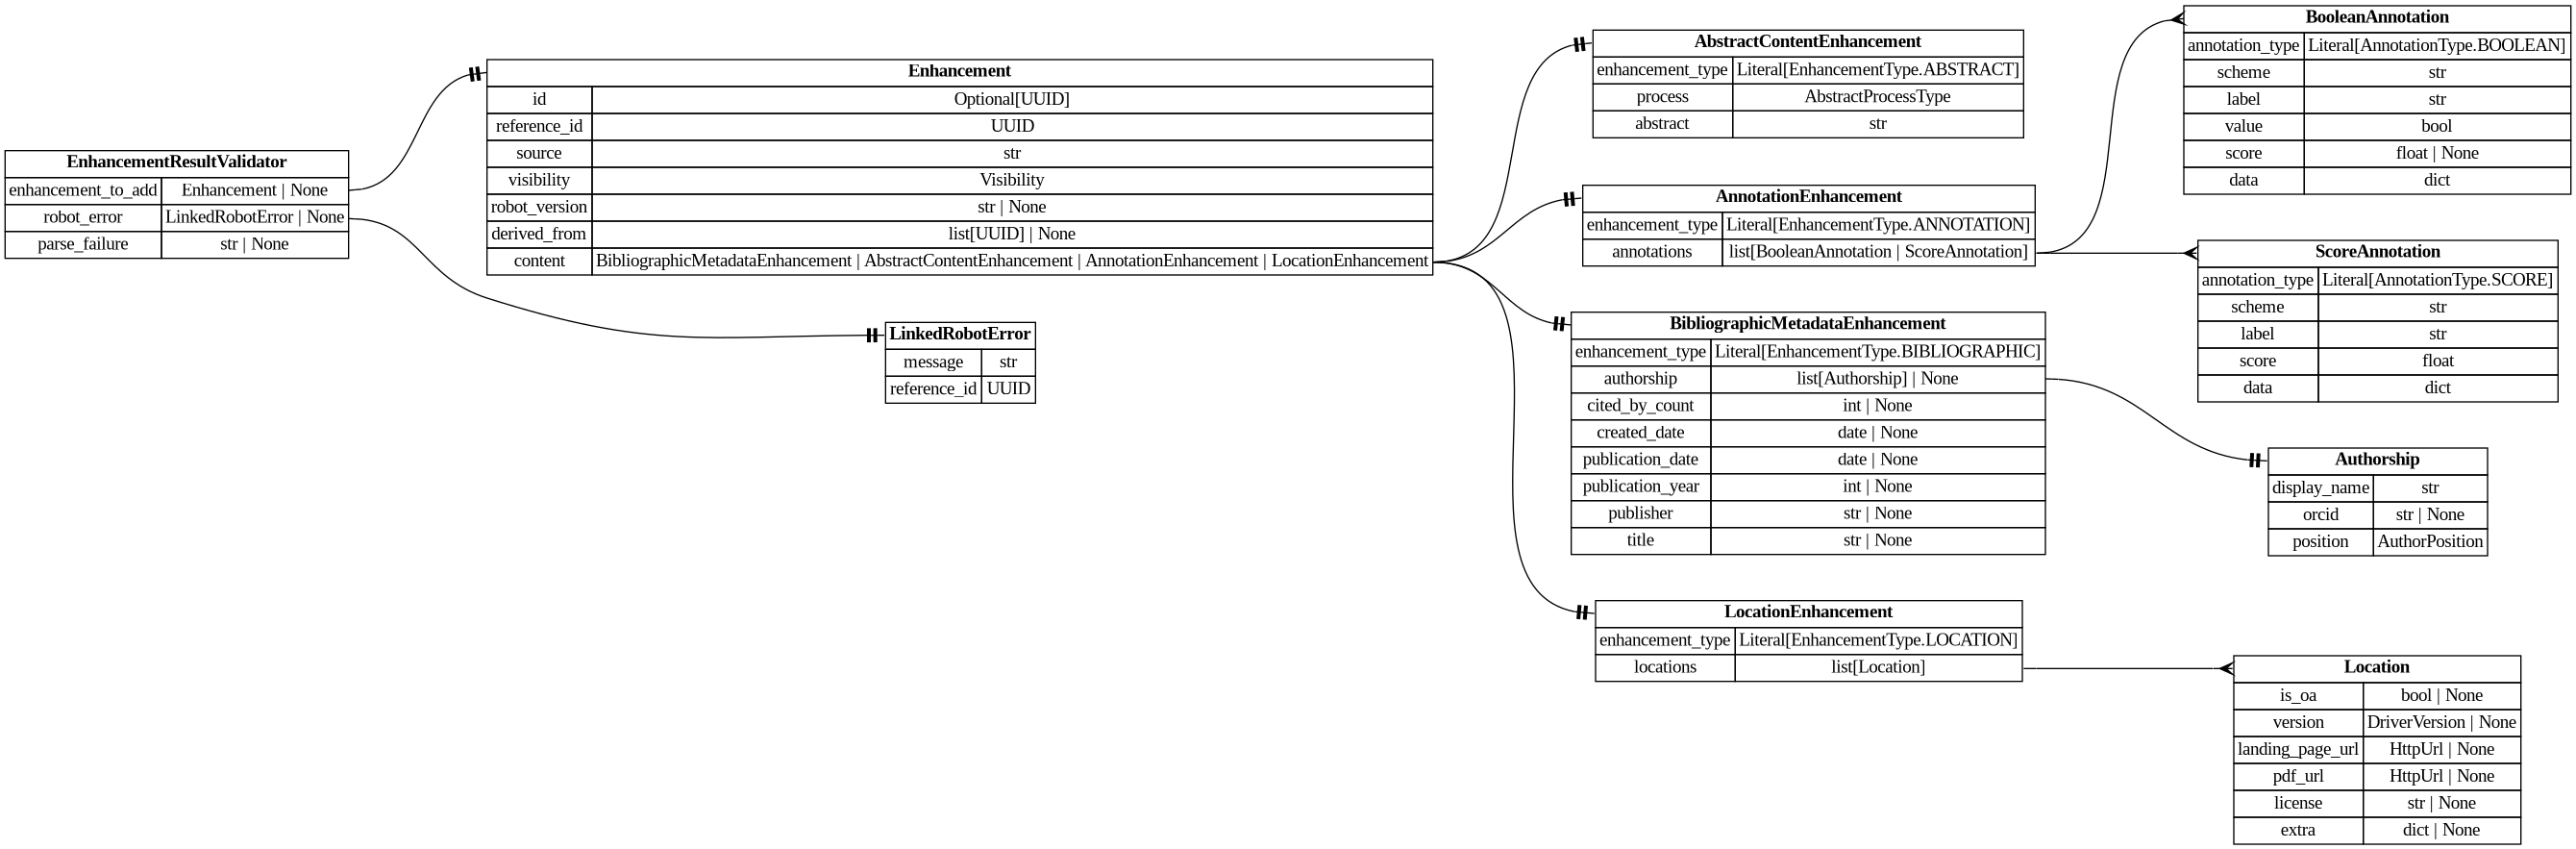 EnhancementResultValidator
enhancement_to_add Enhancement | None
robot_error LinkedRobotError | None
parse_failure str | None
Enhancement
id Optional[UUID]
reference_id UUID
source str
visibility Visibility
robot_version str | None
derived_from list[UUID] | None
content BibliographicMetadataEnhancement | AbstractContentEnhancement | AnnotationEnhancement | LocationEnhancement
LinkedRobotError
message str
reference_id UUID
AbstractContentEnhancement
enhancement_type Literal[EnhancementType.ABSTRACT]
process AbstractProcessType
abstract str
AnnotationEnhancement
enhancement_type Literal[EnhancementType.ANNOTATION]
annotations list[BooleanAnnotation | ScoreAnnotation]
BibliographicMetadataEnhancement
enhancement_type Literal[EnhancementType.BIBLIOGRAPHIC]
authorship list[Authorship] | None
cited_by_count int | None
created_date date | None
publication_date date | None
publication_year int | None
publisher str | None
title str | None
LocationEnhancement
enhancement_type Literal[EnhancementType.LOCATION]
locations list[Location]
BooleanAnnotation
annotation_type Literal[AnnotationType.BOOLEAN]
scheme str
label str
value bool
score float | None
data dict
ScoreAnnotation
annotation_type Literal[AnnotationType.SCORE]
scheme str
label str
score float
data dict
Authorship
display_name str
orcid str | None
position AuthorPosition
Location
is_oa bool | None
version DriverVersion | None
landing_page_url HttpUrl | None
pdf_url HttpUrl | None
license str | None
extra dict | None